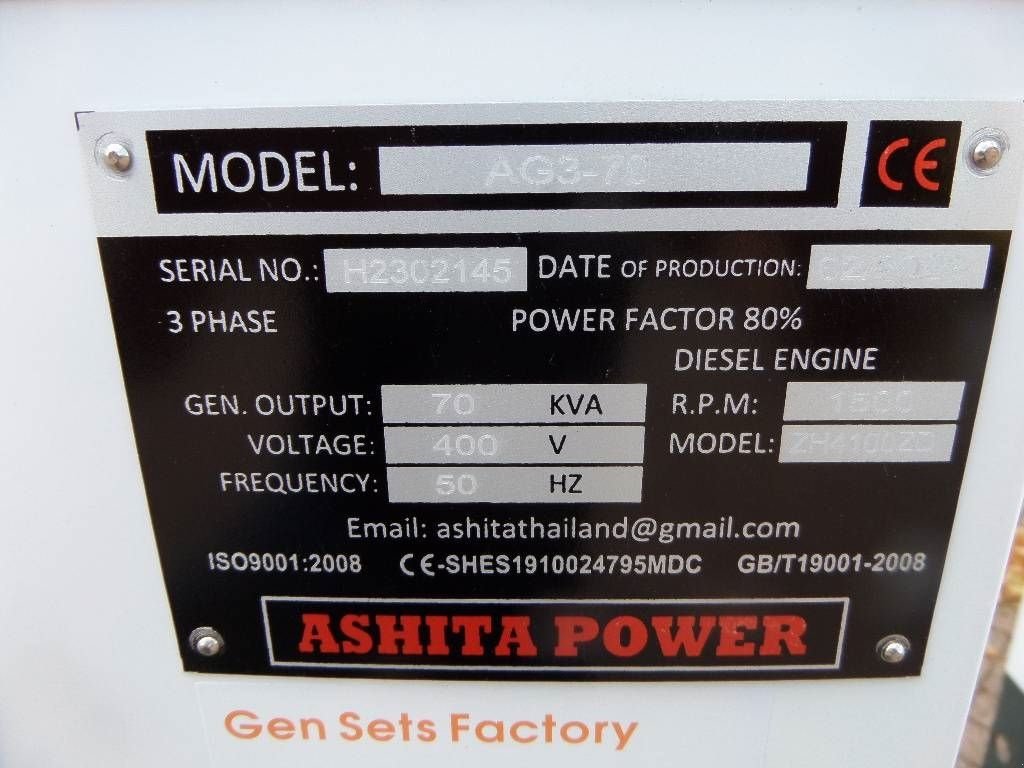 MODEL: AG3-70 CE
SERIAL NO.: H2302145 DATE OF PRODUCTION:
3 PHASE POWER FACTOR 80%
DIESEL ENGINE
GEN. OUTPUT: 70 KVA R.P.M: 1500
VOLTAGE: 400 V MODEL: ZH4100ZD
FREQUENCY: 50 HZ
Email: ashitathailand@gmail.com
ISO9001:2008 CE-SHES1910024795MDC GB/T19001-2008
ASHITA POWER
Gen Sets Factory